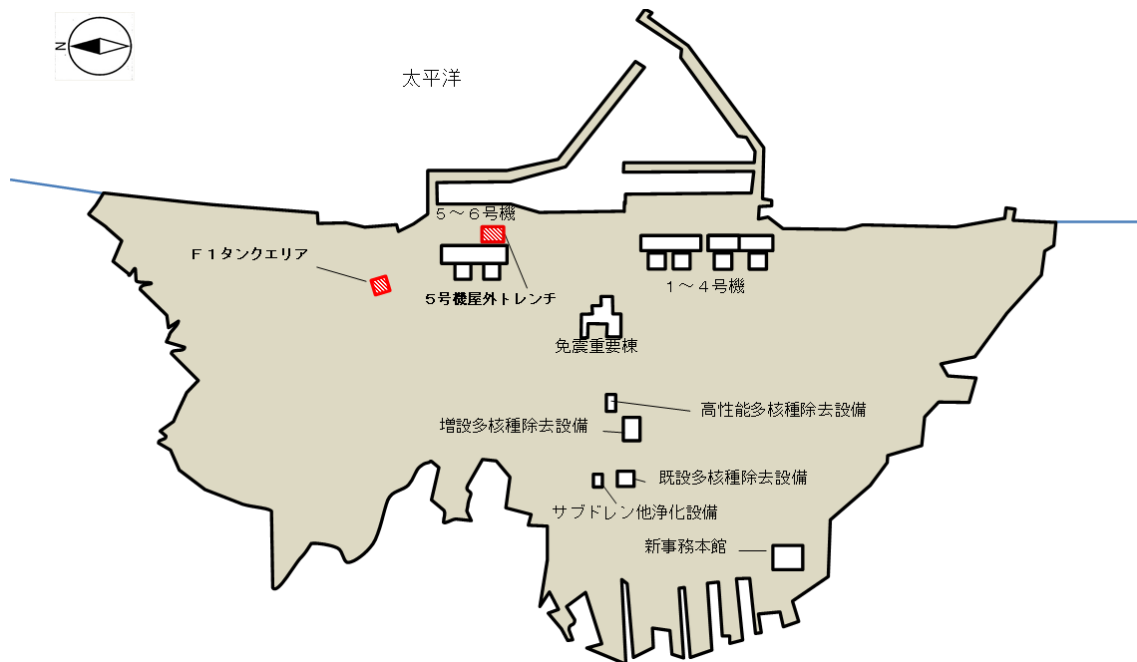 N
太平洋
5～6号機
F1タンクエリア
5号機屋外トレンチ
1～4号機
免震重要棟
高性能多核種除去設備
増設多核種除去設備
既設多核種除去設備
サブドレン他浄化設備
新事務本館